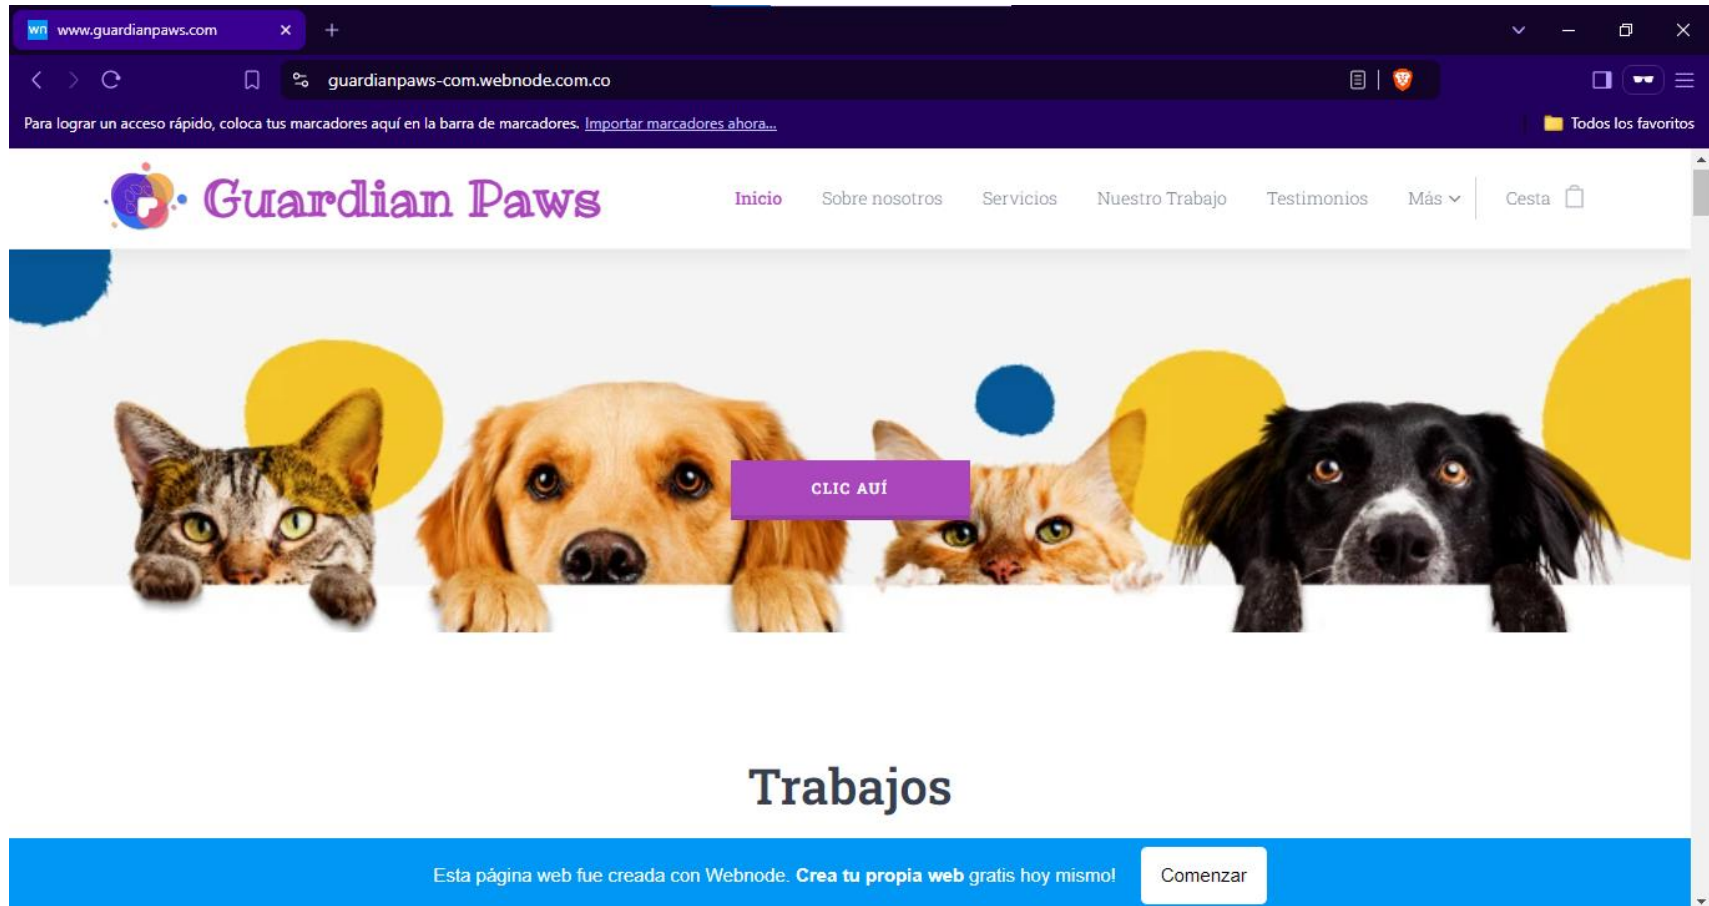 wn www.guardianpaws.com
guardianpaws-com.webnode.com.co
Para lograr un acceso rápido, coloca tus marcadores aquí en la barra de marcadores. Importar marcadores ahora...
Todos los favoritos
Guardian Paws
Inicio Sobre nosotros Servicios Nuestro Trabajo Testimonios Más Cesta
CLIC AUÍ
Trabajos
Esta página web fue creada con Webnode. Crea tu propia web gratis hoy mismo! Comenzar